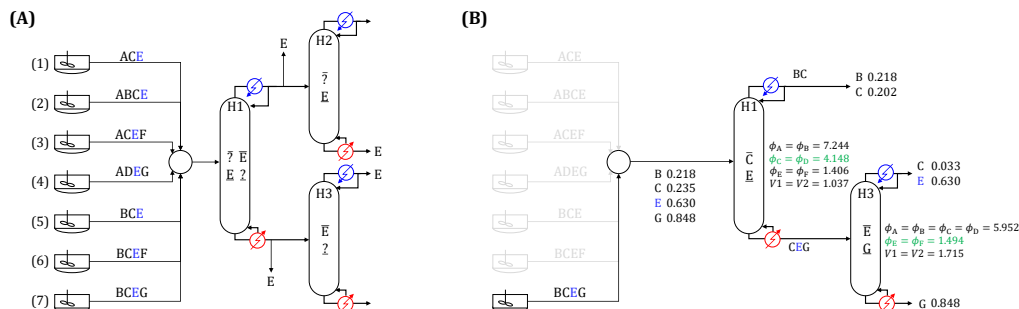 (A)
(1) ACE
(2) ABCE
(3) ACEF
(4) ADEG
(5) BCE
(6) BCEF
(7) BCEG
H1
? E
E ?
E
E
H2
?
E
E
H3
E
?
E
(B)
ACE
ABCE
ACEF
ADEG
BCE
BCEF
BCEG
B 0.218
C 0.235
E 0.630
G 0.848
H1
C
E
BC
B 0.218
C 0.202
ϕA = ϕB = 7.244
ϕC = ϕD = 4.148
ϕE = ϕF = 1.406
V1 = V2 = 1.037
CEG
H3
E
G
C 0.033
E 0.630
ϕA = ϕB = ϕC = ϕD = 5.952
ϕE = ϕF = 1.494
V1 = V2 = 1.715
G 0.848